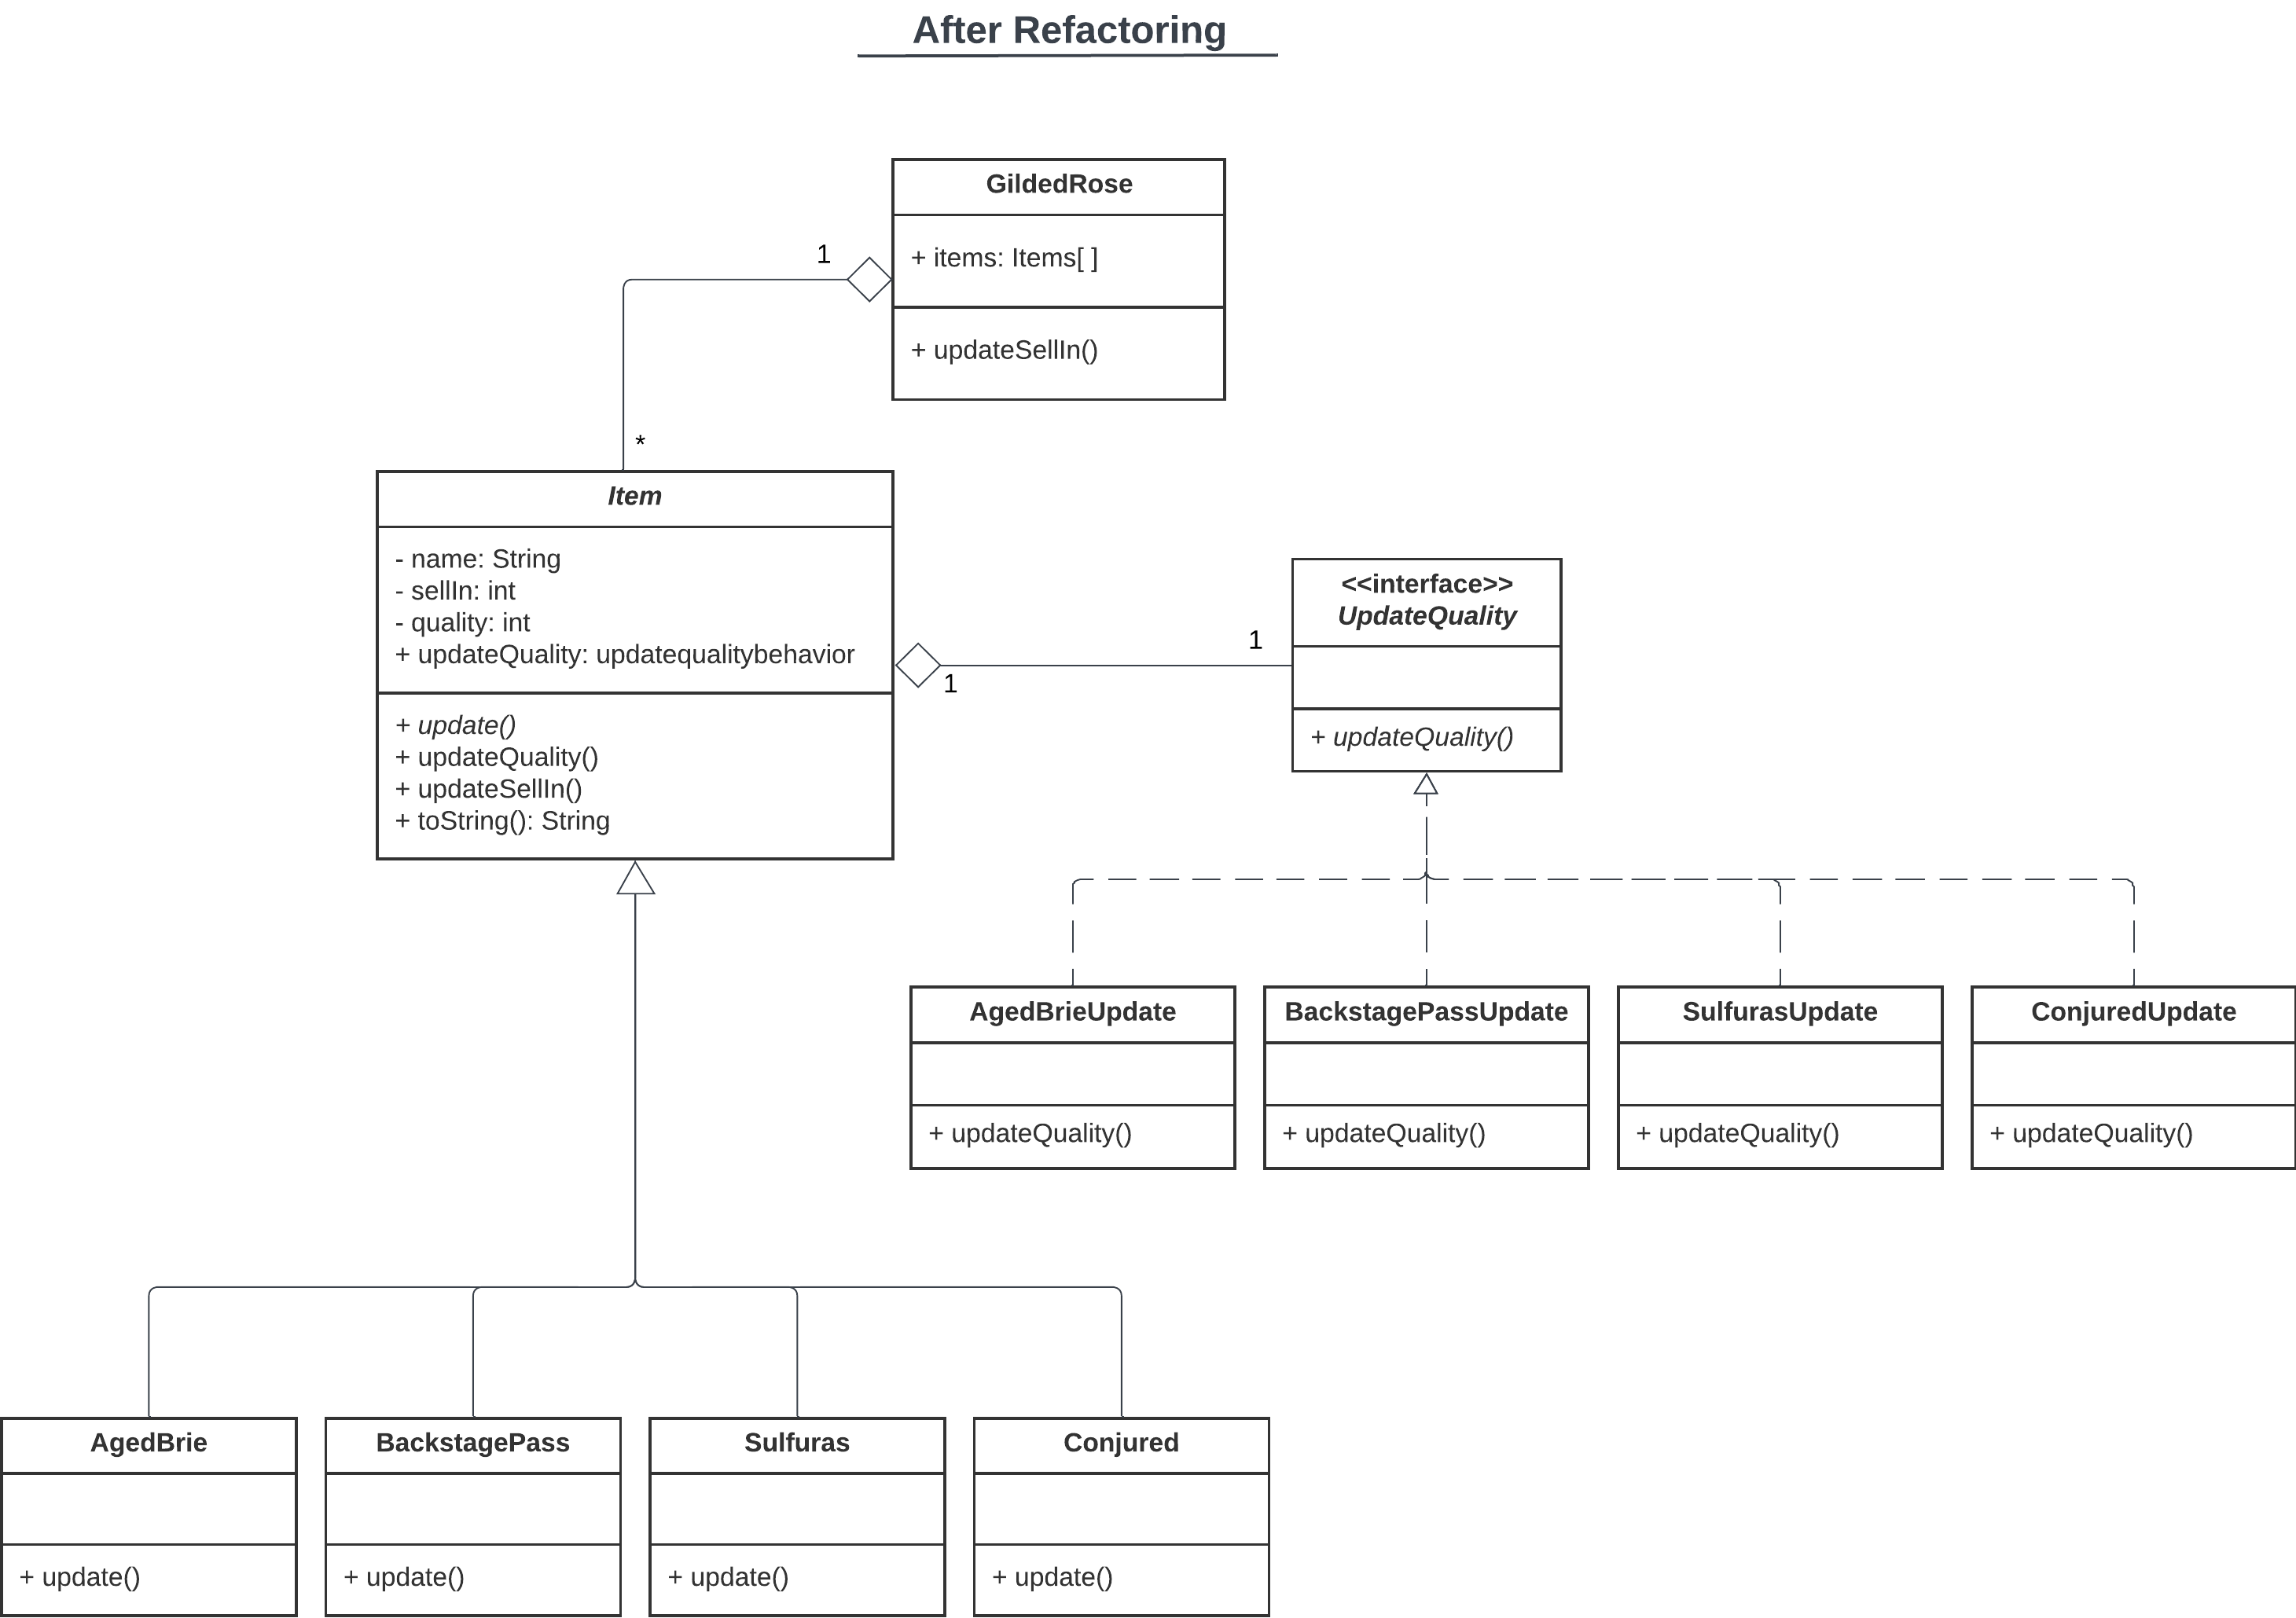 After Refactoring
GildedRose
+ items: Items[ ]
+ updateSellIn()
1
*
Item
- name: String
- sellIn: int
- quality: int
+ updateQuality: updatequalitybehavior
+ update()
+ updateQuality()
+ updateSellIn()
+ toString(): String
1
1
<<interface>>
UpdateQuality
+ updateQuality()
AgedBrieUpdate
+ updateQuality()
BackstagePassUpdate
+ updateQuality()
SulfurasUpdate
+ updateQuality()
ConjuredUpdate
+ updateQuality()
AgedBrie
+ update()
BackstagePass
+ update()
Sulfuras
+ update()
Conjured
+ update()